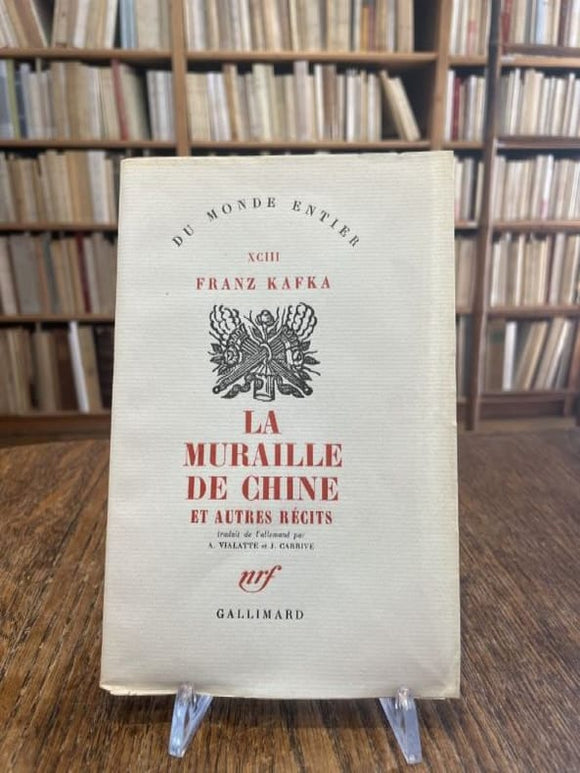 DU MONDE ENTIER
XCIII
FRANZ KAFKA
LA
MURAILLE
DE CHINE
ET AUTRES RÉCITS
traduit de l'allemand par
A. VIALATTE et J. CARRIVE
nrf
GALLIMARD